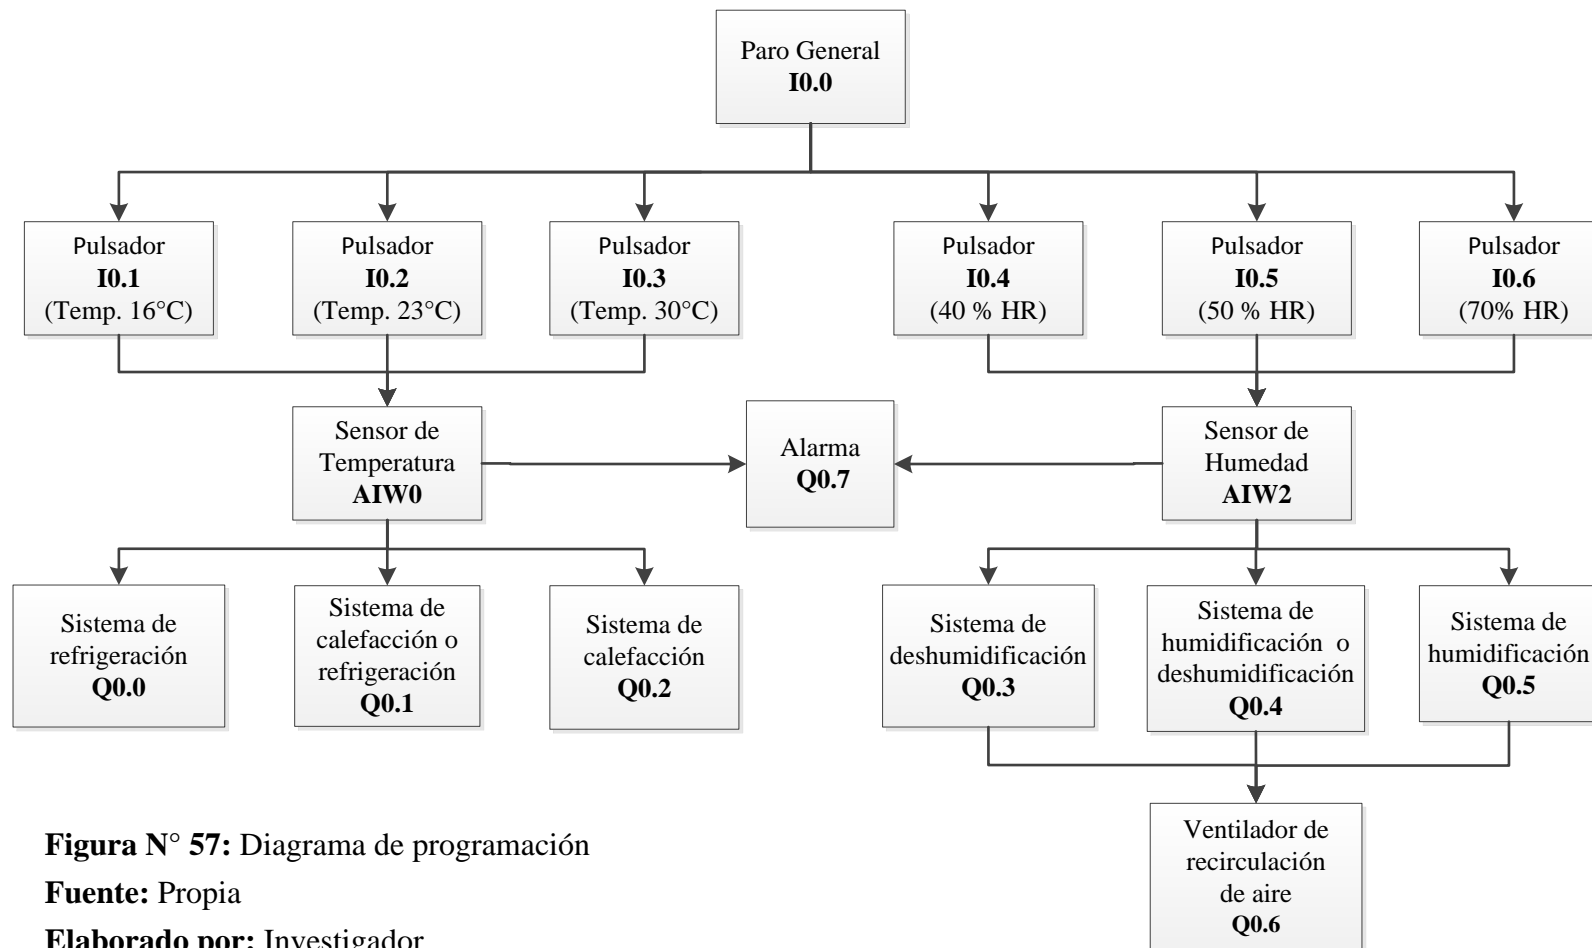 Paro General
I0.0
Pulsador
I0.1
(Temp. 16°C)
Pulsador
I0.2
(Temp. 23°C)
Pulsador
I0.3
(Temp. 30°C)
Pulsador
I0.4
(40 % HR)
Pulsador
I0.5
(50 % HR)
Pulsador
I0.6
(70% HR)
Sensor de
Temperatura
AIW0
Alarma
Q0.7
Sensor de
Humedad
AIW2
Sistema de
refrigeración
Q0.0
Sistema de
calefacción o
refrigeración
Q0.1
Sistema de
calefacción
Q0.2
Sistema de
deshumidificación
Q0.3
Sistema de
humidificación o
deshumidificación
Q0.4
Sistema de
humidificación
Q0.5
Ventilador de
recirculación
de aire
Q0.6
Figura N° 57: Diagrama de programación
Fuente: Propia
Elaborado por: Investigador